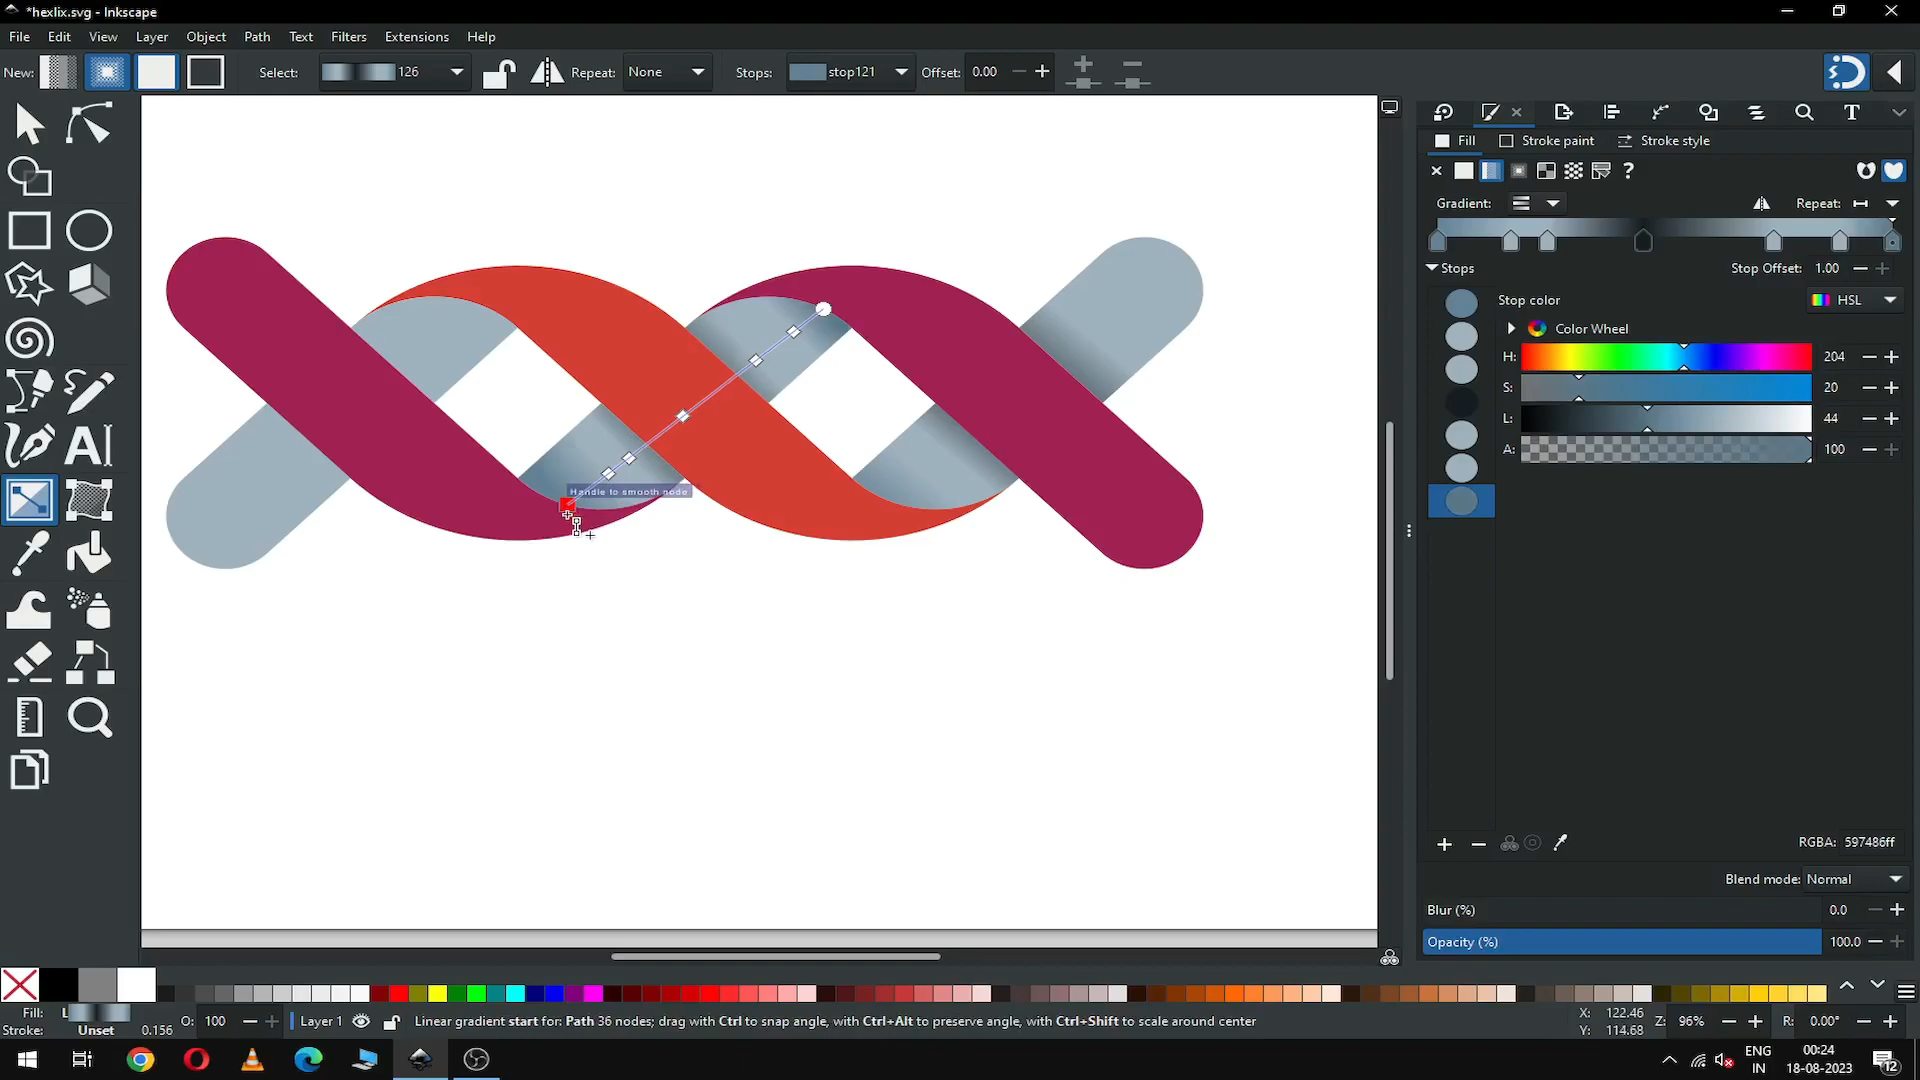 *hexlix.svg - Inkscape
File Edit View Layer Object Path Filters Extensions Help
New: Select: 126 Repeat: None Stops: stop121 Offset: 0.00
Fill Stroke paint Stroke style
Gradient: Repeat:
Stops Stop Offset: 1.00
Stop color HSL
Color Wheel
H: 204
S: 20
L: 44
A: 100
Handle to smooth node
RGBA: 597486ff
Blend mode: Normal
Blur (%) 0.0
Opacity (%) 100.0
Fill: L
Stroke: Unset 0.156 O: 100 Layer 1 Linear gradient start for: Path 36 nodes; drag with Ctrl to snap angle, with Ctrl+Alt to preserve angle, with Ctrl+Shift to scale around center
X: 122.46
Y: 114.68 Z: 96% R: 0.00°
ENG 00:24
IN 18-08-2023 12